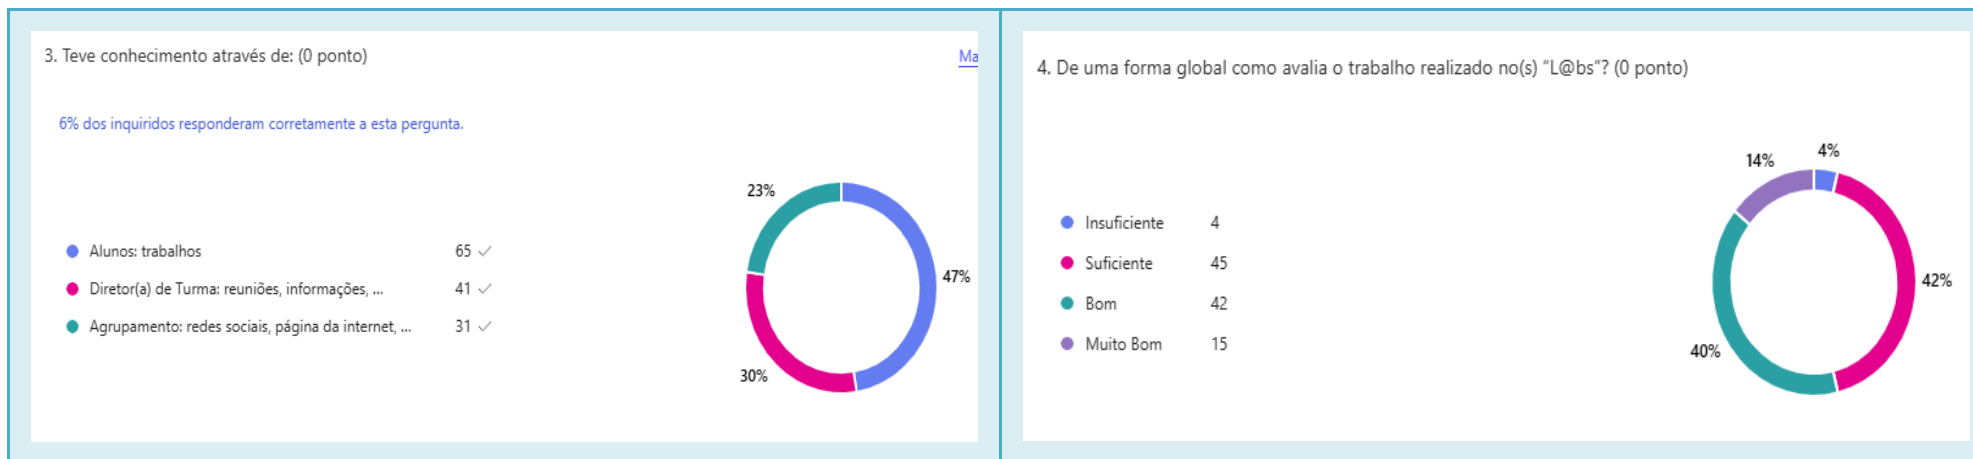 3. Teve conhecimento através de: (0 ponto)
Ma
6% dos inquiridos responderam corretamente a esta pergunta.
Alunos: trabalhos 65
Diretor(a) de Turma: reuniões, informações, ... 41
Agrupamento: redes sociais, página da internet, ... 31
23%
47%
30%
4. De uma forma global como avalia o trabalho realizado no(s) “L@bs”? (0 ponto)
Insuficiente 4
Suficiente 45
Bom 42
Muito Bom 15
14%
4%
42%
40%